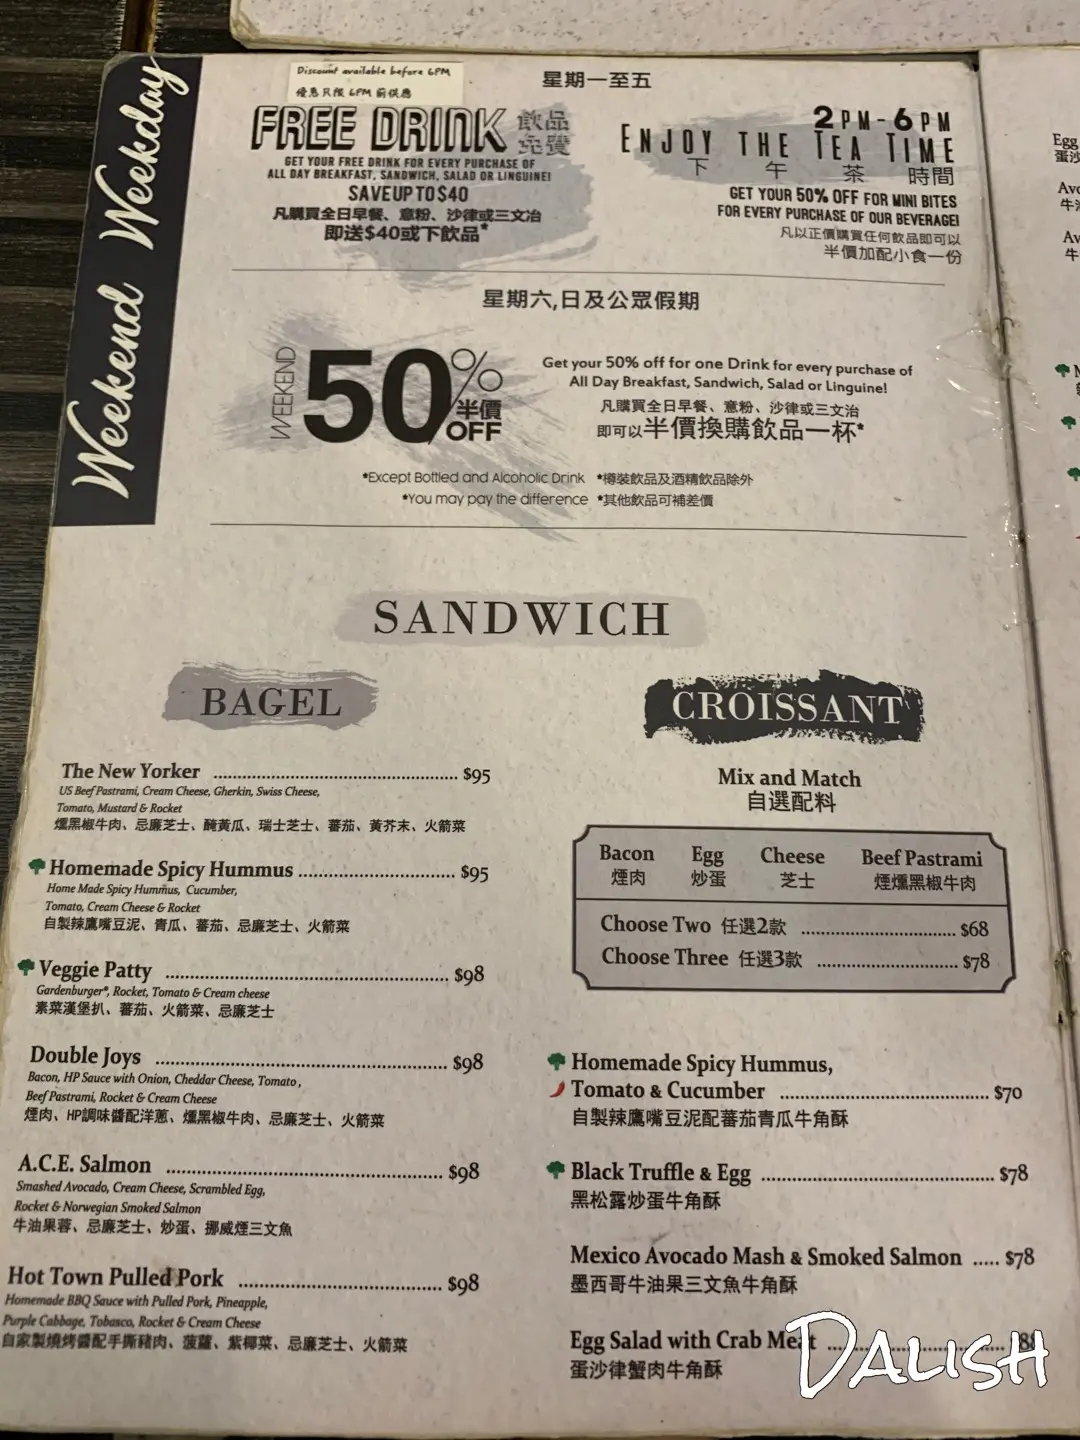 Weekend Weekday
Discount available before 6PM
優惠只限 6PM 前供應
FREE DRINK 飲品免費
GET YOUR FREE DRINK FOR EVERY PURCHASE OF
ALL DAY BREAKFAST, SANDWICH, SALAD OR LINGUINE!
SAVE UP TO $40
凡購買全日早餐、意粉、沙律或三文治
即送$40或下飲品*
星期一至五
2PM-6PM
ENJOY THE TEA TIME
下午茶時間
GET YOUR 50% OFF FOR MINI BITES
FOR EVERY PURCHASE OF OUR BEVERAGE!
凡以正價購買任何飲品即可以
半價加配小食一份
星期六,日及公眾假期
WEEKEND 50% 半價 OFF
Get your 50% off for one Drink for every purchase of
All Day Breakfast, Sandwich, Salad or Linguine!
凡購買全日早餐、意粉、沙律或三文治
即可以半價換購飲品一杯*
*Except Bottled and Alcoholic Drink *樽裝飲品及酒精飲品除外
*You may pay the difference *其他飲品可補差價
SANDWICH
BAGEL
The New Yorker $95
US Beef Pastrami, Cream Cheese, Gherkin, Swiss Cheese,
Tomato, Mustard & Rocket
燻黑椒牛肉、忌廉芝士、醃黃瓜、瑞士芝士、蕃茄、黃芥末、火箭菜
Homemade Spicy Hummus $95
Home Made Spicy Hummus, Cucumber,
Tomato, Cream Cheese & Rocket
自製辣鷹嘴豆泥、青瓜、蕃茄、忌廉芝士、火箭菜
Veggie Patty $98
Gardenburger®, Rocket, Tomato & Cream cheese
素菜漢堡扒、蕃茄、火箭菜、忌廉芝士
Double Joys $98
Bacon, HP Sauce with Onion, Cheddar Cheese, Tomato,
Beef Pastrami, Rocket & Cream Cheese
煙肉、HP調味醬配洋蔥、燻黑椒牛肉、忌廉芝士、火箭菜
A.C.E. Salmon $98
Smashed Avocado, Cream Cheese, Scrambled Egg,
Rocket & Norwegian Smoked Salmon
牛油果蓉、忌廉芝士、炒蛋、挪威煙三文魚
Hot Town Pulled Pork $98
Homemade BBQ Sauce with Pulled Pork, Pineapple,
Purple Cabbage, Tobasco, Rocket & Cream Cheese
自家製燒烤醬配手撕豬肉、菠蘿、紫椰菜、忌廉芝士、火箭菜
CROISSANT
Mix and Match
自選配料
Bacon Egg Cheese Beef Pastrami
煙肉 炒蛋 芝士 煙燻黑椒牛肉
Choose Two 任選2款 $68
Choose Three 任選3款 $78
Homemade Spicy Hummus,
Tomato & Cucumber $70
自製辣鷹嘴豆泥配蕃茄青瓜牛角酥
Black Truffle & Egg $78
黑松露炒蛋牛角酥
Mexico Avocado Mash & Smoked Salmon $78
墨西哥牛油果三文魚牛角酥
Egg Salad with Crab Meat
蛋沙律蟹肉牛角酥
DALISH
Egg